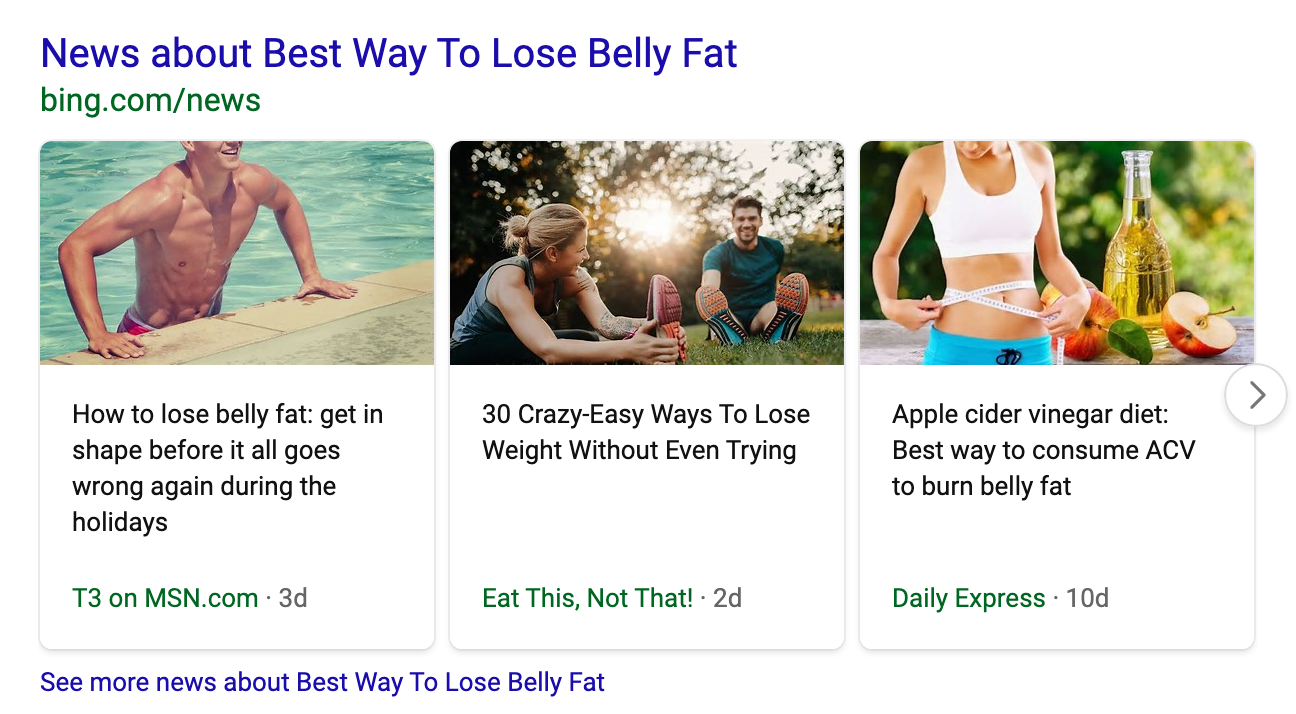 News about Best Way To Lose Belly Fat
bing.com/news
How to lose belly fat: get in
shape before it all goes
wrong again during the
holidays
T3 on MSN.com · 3d
30 Crazy-Easy Ways To Lose
Weight Without Even Trying
Eat This, Not That! · 2d
Apple cider vinegar diet:
Best way to consume ACV
to burn belly fat
Daily Express · 10d
See more news about Best Way To Lose Belly Fat